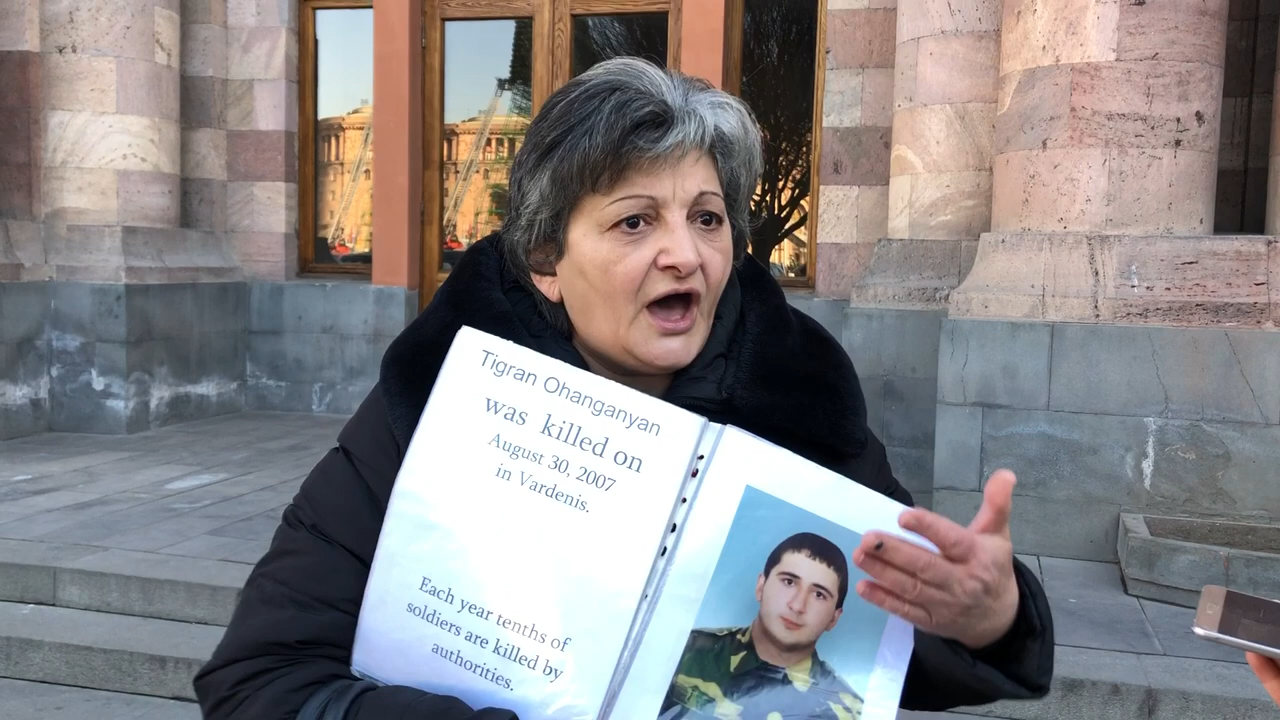 Tigran Ohanganyan
was killed on
August 30, 2007
in Vardenis.
Each year tenths of
soldiers are killed by
authorities.